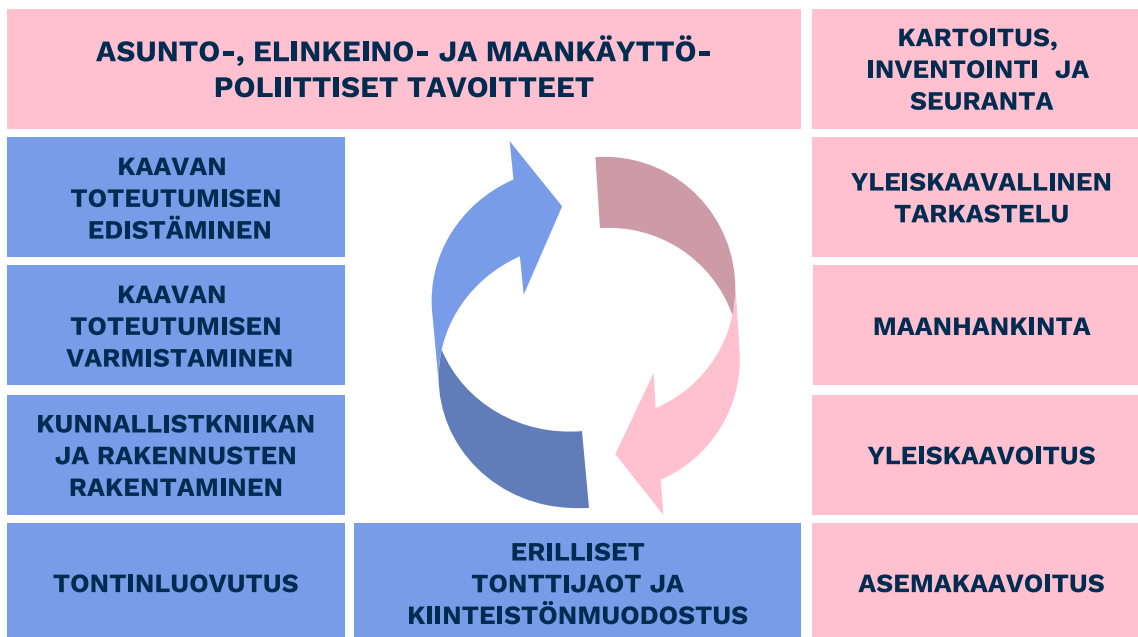 ASUNTO-, ELINKEINO- JA MAANKÄYTTÖ-
POLIITTISET TAVOITTEET
KARTOITUS,
INVENTOINTI JA
SEURANTA
YLEISKAAVALLINEN
TARKASTELU
MAANHANKINTA
YLEISKAAVOITUS
ASEMAKAAVOITUS
ERILLISET
TONTTIJAOT JA
KIINTEISTÖNMUODOSTUS
TONTINLUOVUTUS
KUNNALLISTKNIIKAN
JA RAKENNUSTEN
RAKENTAMINEN
KAAVAN
TOTEUTUMISEN
VARMISTAMINEN
KAAVAN
TOTEUTUMISEN
EDISTÄMINEN